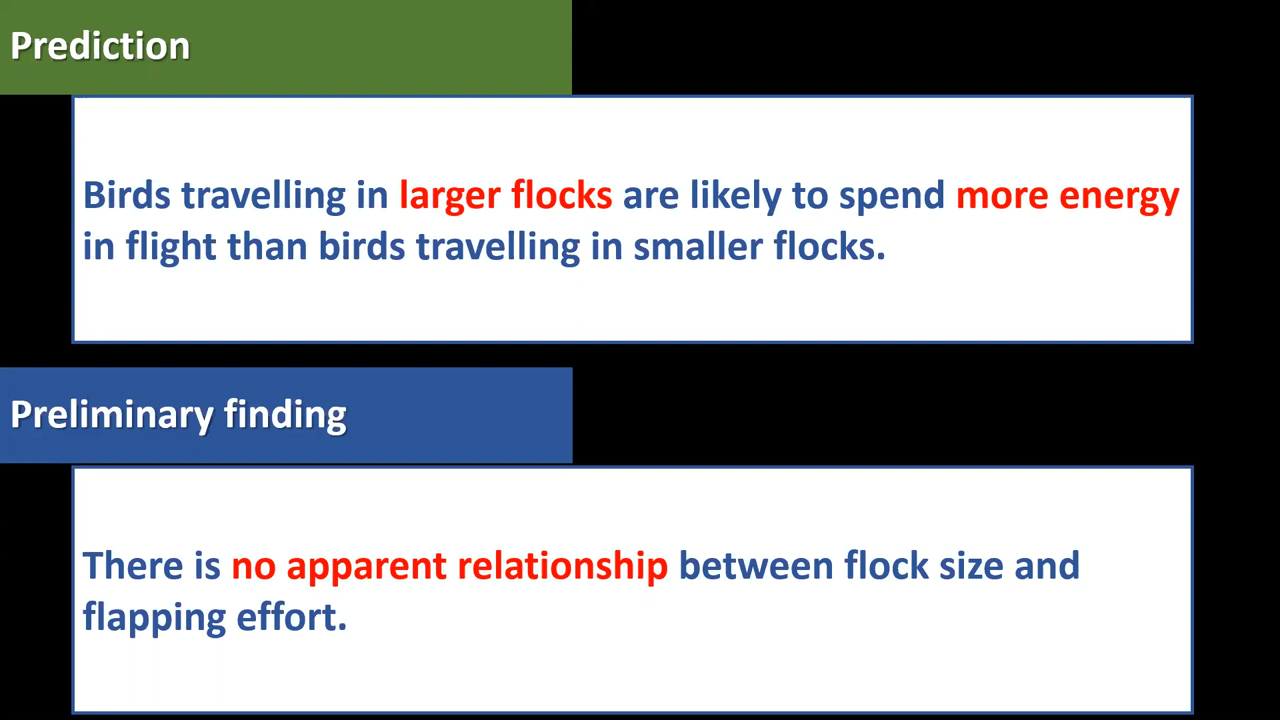 Prediction
Birds travelling in larger flocks are likely to spend more energy
in flight than birds travelling in smaller flocks.
Preliminary finding
There is no apparent relationship between flock size and
flapping effort.